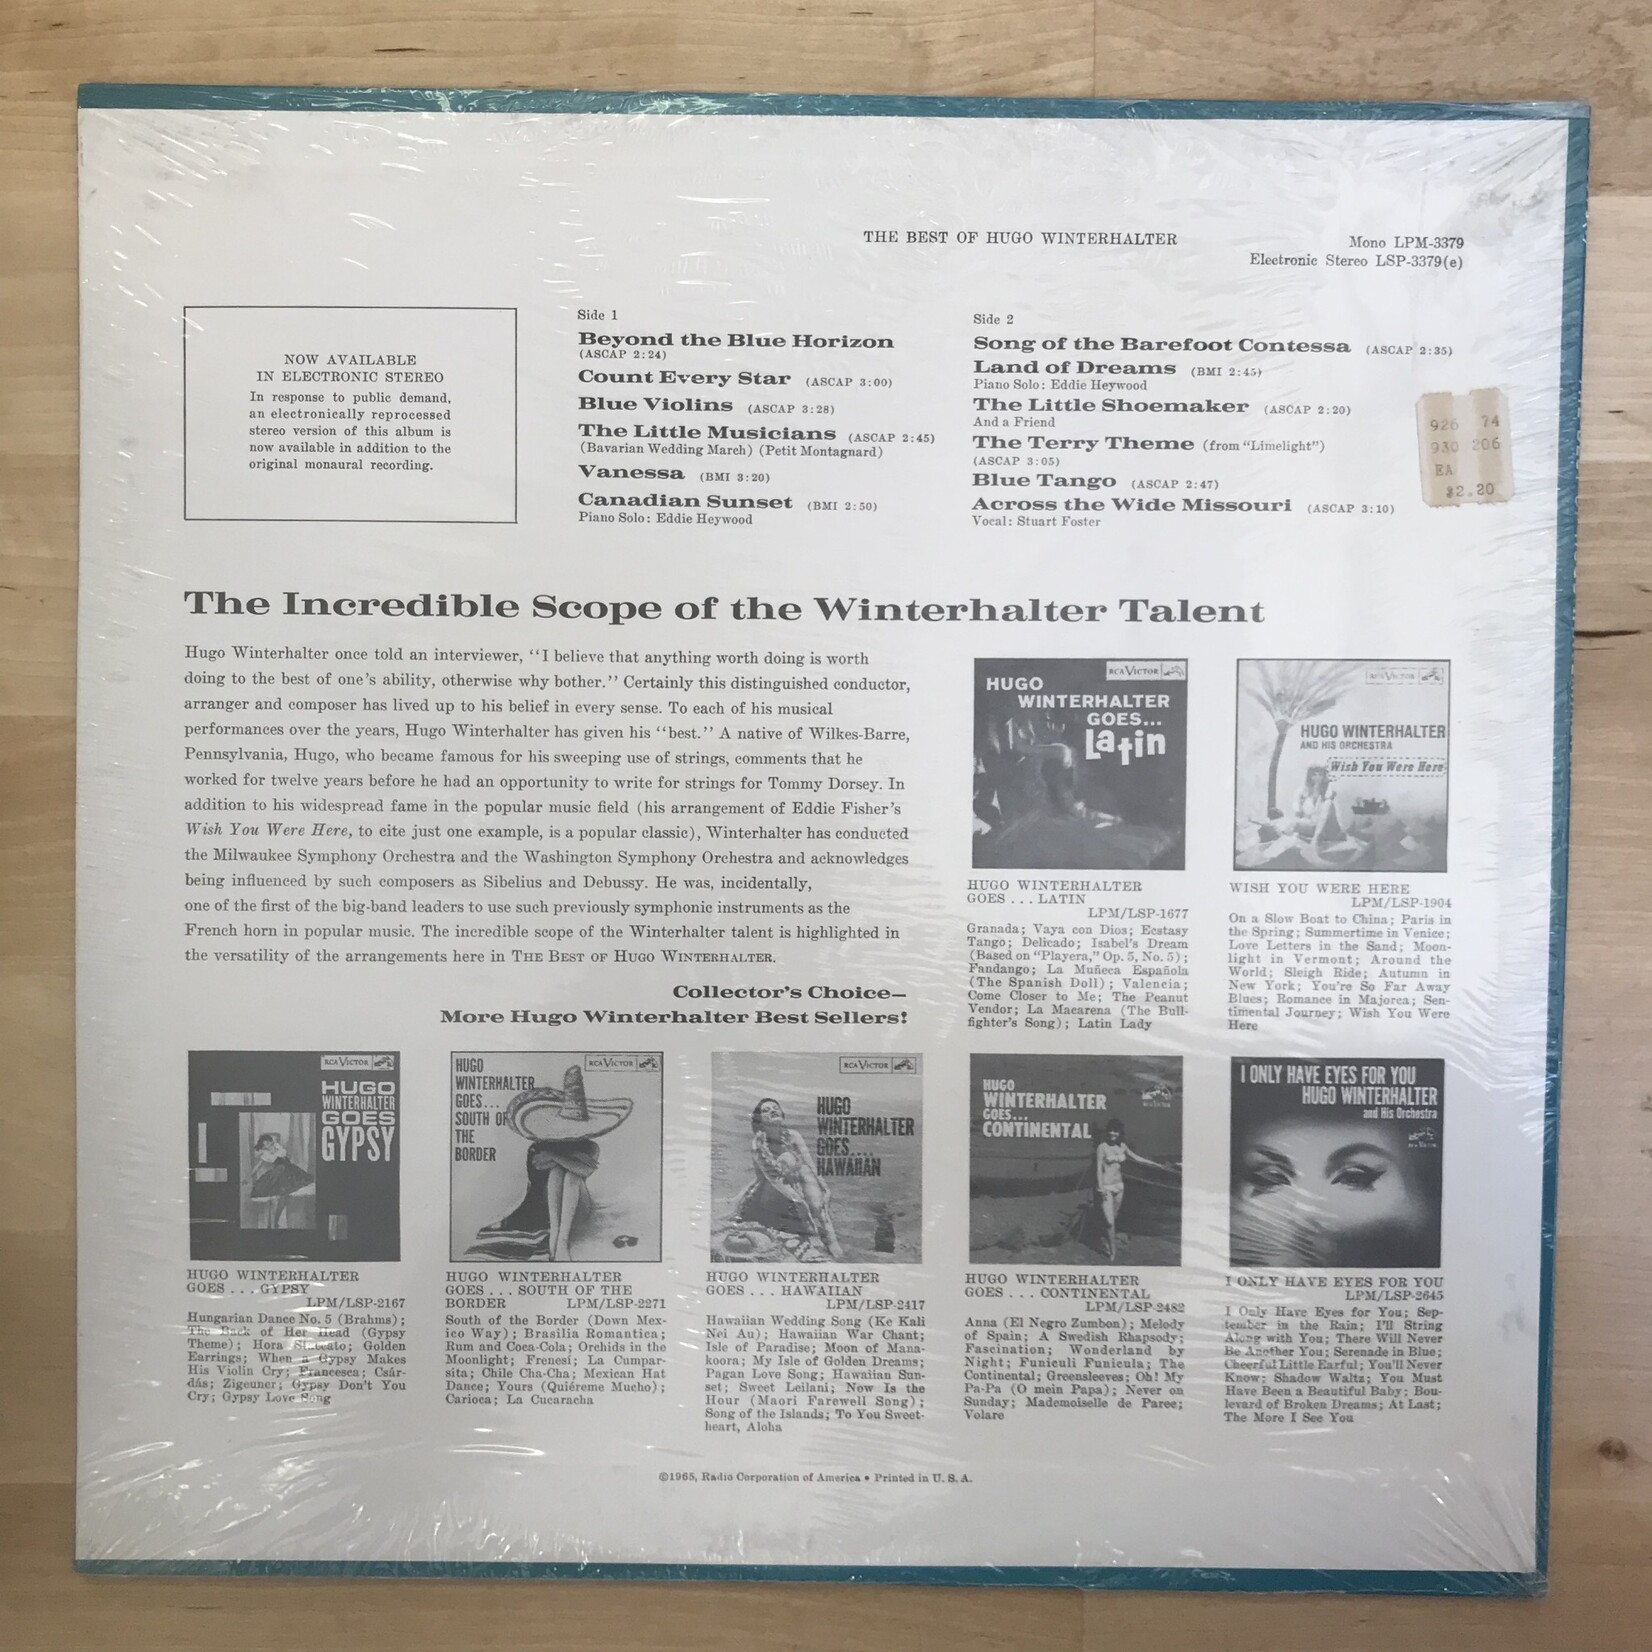 THE BEST OF HUGO WINTERHALTER
Mono LPM-3379
Electronic Stereo LSP-3379(e)
NOW AVAILABLE
IN ELECTRONIC STEREO
In response to public demand,
an electronically reprocessed
stereo version of this album is
now available in addition to the
original monaural recording.
Side 1
Beyond the Blue Horizon
(ASCAP 2:24)
Count Every Star (ASCAP 3:00)
Blue Violins (ASCAP 3:28)
The Little Musicians (ASCAP 2:45)
(Bavarian Wedding March) (Petit Montagnard)
Vanessa (BMI 3:20)
Canadian Sunset (BMI 2:50)
Piano Solo: Eddie Heywood
Side 2
Song of the Barefoot Contessa (ASCAP 2:35)
Land of Dreams (BMI 2:45)
Piano Solo: Eddie Heywood
The Little Shoemaker (ASCAP 2:20)
And a Friend
The Terry Theme (from "Limelight")
(ASCAP 3:05)
Blue Tango (ASCAP 2:47)
Across the Wide Missouri (ASCAP 3:10)
Vocal: Stuart Foster
926 74
930 206
EA
$2.20
The Incredible Scope of the Winterhalter Talent
Hugo Winterhalter once told an interviewer, "I believe that anything worth doing is worth
doing to the best of one's ability, otherwise why bother." Certainly this distinguished conductor,
arranger and composer has lived up to his belief in every sense. To each of his musical
performances over the years, Hugo Winterhalter has given his "best." A native of Wilkes-Barre,
Pennsylvania, Hugo, who became famous for his sweeping use of strings, comments that he
worked for twelve years before he had an opportunity to write for strings for Tommy Dorsey. In
addition to his widespread fame in the popular music field (his arrangement of Eddie Fisher's
Wish You Were Here, to cite just one example, is a popular classic), Winterhalter has conducted
the Milwaukee Symphony Orchestra and the Washington Symphony Orchestra and acknowledges
being influenced by such composers as Sibelius and Debussy. He was, incidentally,
one of the first of the big-band leaders to use such previously symphonic instruments as the
French horn in popular music. The incredible scope of the Winterhalter talent is highlighted in
the versatility of the arrangements here in THE BEST OF HUGO WINTERHALTER.
Collector's Choice—
More Hugo Winterhalter Best Sellers!
RCA VICTOR
HUGO
WINTERHALTER
GOES...
Latin
HUGO WINTERHALTER
GOES . . . LATIN
LPM/LSP-1677
Granada; Vaya con Dios; Ecstasy
Tango; Delicado; Isabel's Dream
(Based on "Playera," Op. 5, No. 5);
Fandango; La Muñeca Española
(The Spanish Doll); Valencia;
Come Closer to Me; The Peanut
Vendor; La Macarena (The Bull-
fighter's Song); Latin Lady
RCA VICTOR
HUGO WINTERHALTER
AND HIS ORCHESTRA
Wish You Were Here
WISH YOU WERE HERE
LPM/LSP-1904
On a Slow Boat to China; Paris in
the Spring; Summertime in Venice;
Love Letters in the Sand; Moon-
light in Vermont; Around the
World; Sleigh Ride; Autumn in
New York; You're So Far Away
Blues; Romance in Majorca; Sen-
timental Journey; Wish You Were
Here
RCA VICTOR
HUGO
WINTERHALTER
GOES
GYPSY
HUGO WINTERHALTER
GOES . . . GYPSY
LPM/LSP-2167
Hungarian Dance No. 5 (Brahms);
The Back of Her Head (Gypsy
Theme); Hora Staccato; Golden
Earrings; When a Gypsy Makes
His Violin Cry; Francesca; Csár-
dás; Zigeuner; Gypsy Don't You
Cry; Gypsy Love Song
RCA VICTOR
HUGO
WINTERHALTER
GOES...
SOUTH OF
THE
BORDER
HUGO WINTERHALTER
GOES . . . SOUTH OF THE
BORDER LPM/LSP-2271
South of the Border (Down Mex-
ico Way); Brasilia Romantica;
Rum and Coca-Cola; Orchids in the
Moonlight; Frenesí; La Cumpar-
sita; Chile Cha-Cha; Mexican Hat
Dance; Yours (Quiéreme Mucho);
Carioca; La Cucaracha
RCA VICTOR
HUGO
WINTERHALTER
GOES....
HAWAIIAN
HUGO WINTERHALTER
GOES . . . HAWAIIAN
LPM/LSP-2417
Hawaiian Wedding Song (Ke Kali
Nei Au); Hawaiian War Chant;
Isle of Paradise; Moon of Mana-
koora; My Isle of Golden Dreams;
Pagan Love Song; Hawaiian Sun-
set; Sweet Leilani; Now Is the
Hour (Maori Farewell Song);
Song of the Islands; To You Sweet-
heart, Aloha
HUGO
WINTERHALTER
GOES...
CONTINENTAL
HUGO WINTERHALTER
GOES . . . CONTINENTAL
LPM/LSP-2482
Anna (El Negro Zumbon); Melody
of Spain; A Swedish Rhapsody;
Fascination; Wonderland by
Night; Funiculi Funicula; The
Continental; Greensleeves; Oh! My
Pa-Pa (O mein Papa); Never on
Sunday; Mademoiselle de Paree;
Volare
I ONLY HAVE EYES FOR YOU
HUGO WINTERHALTER
and His Orchestra
I ONLY HAVE EYES FOR YOU
LPM/LSP-2645
I Only Have Eyes for You; Sep-
tember in the Rain; I'll String
Along with You; There Will Never
Be Another You; Serenade in Blue;
Cheerful Little Earful; You'll Never
Know; Shadow Waltz; You Must
Have Been a Beautiful Baby; Bou-
levard of Broken Dreams; At Last;
The More I See You
©1965, Radio Corporation of America • Printed in U. S. A.